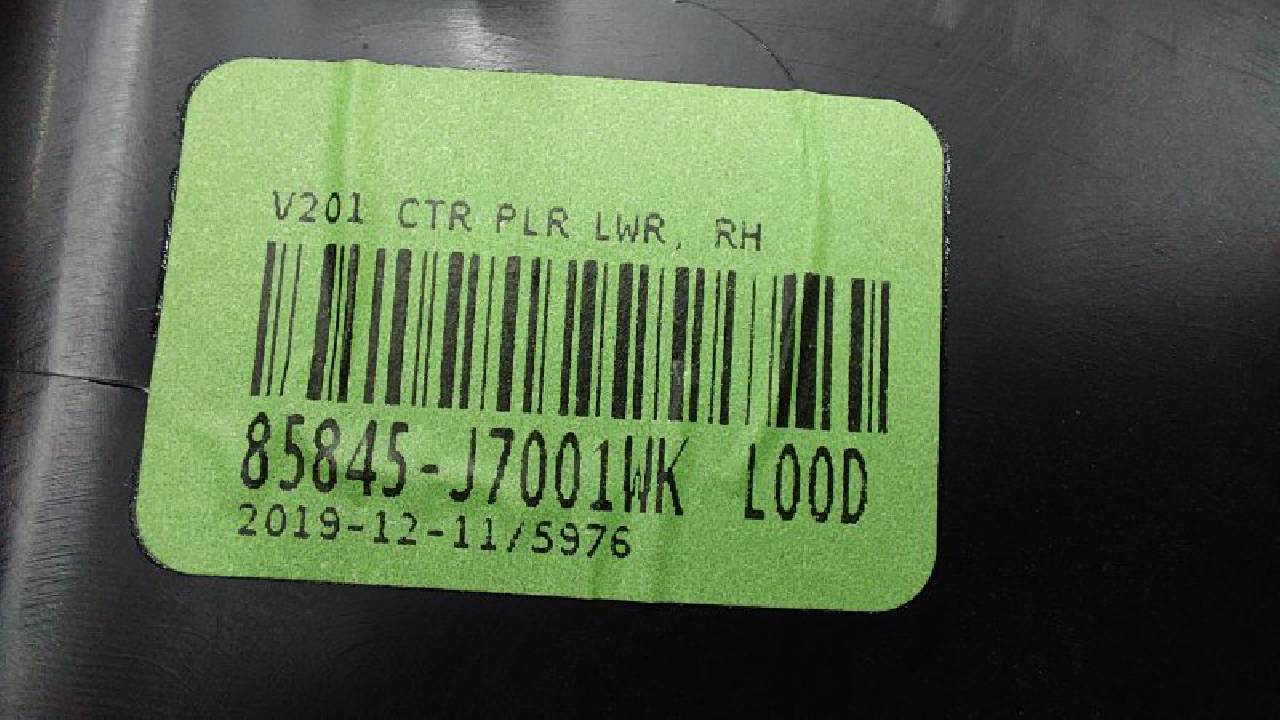 V201 CTR PLR LWR, RH
85845-J7001WK L00D
2019-12-11/5976